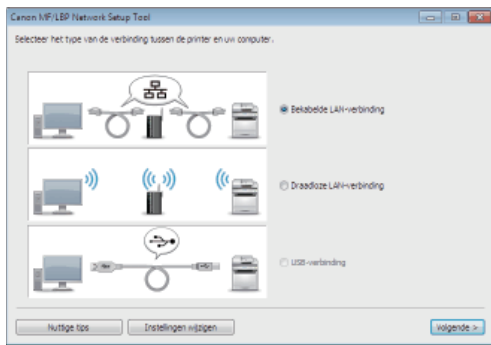 Canon MF/LBP Network Setup Tool
Selecteer het type van de verbinding tussen de printer en uw computer.
Bekabelde LAN-verbinding
Draadloze LAN-verbinding
USB-verbinding
Nuttige tips
Instellingen wijzigen
Volgende >